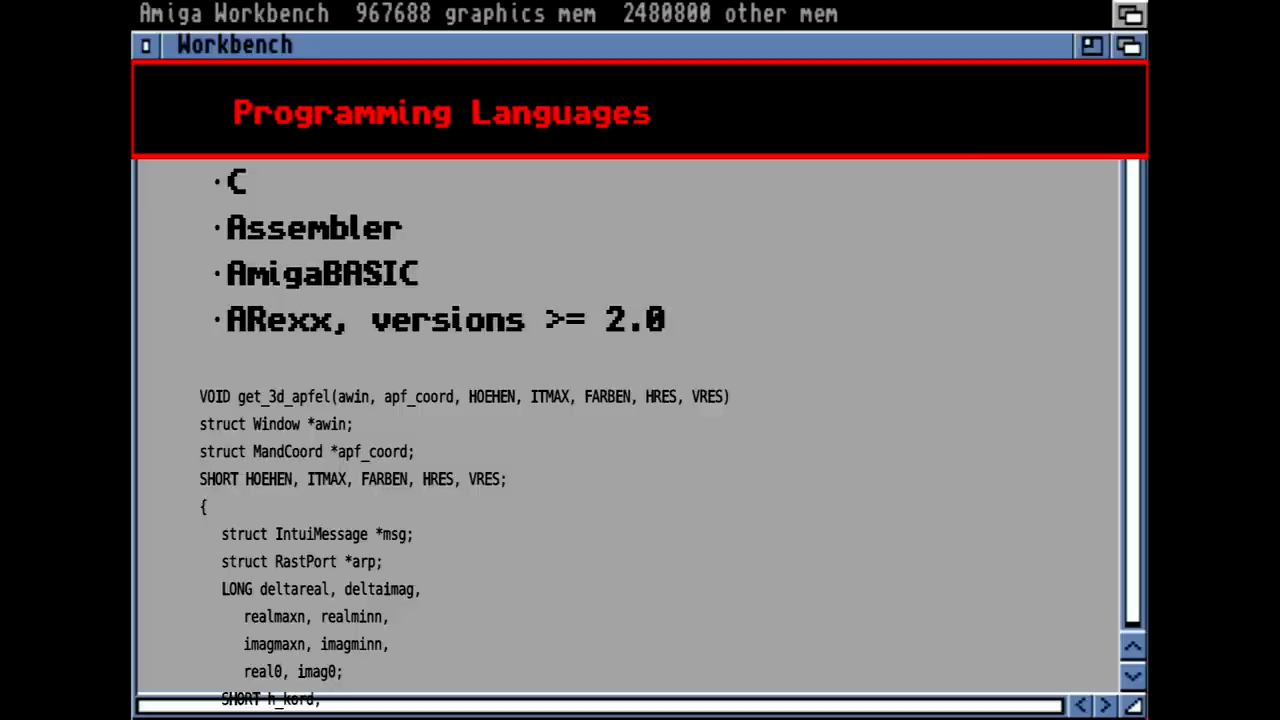 Amiga Workbench  967688 graphics mem  2480800 other mem
Workbench
Programming Languages
·C
·Assembler
·AmigaBASIC
·ARexx, versions >= 2.0
VOID get_3d_apfel(awin, apf_coord, HOEHEN, ITMAX, FARBEN, HRES, VRES)
struct Window *awin;
struct MandCoord *apf_coord;
SHORT HOEHEN, ITMAX, FARBEN, HRES, VRES;
{
struct IntuiMessage *msg;
struct RastPort *arp;
LONG deltareal, deltaimag,
realmaxn, realminn,
imagmaxn, imagminn,
real0, imag0;
SHORT h_kord,